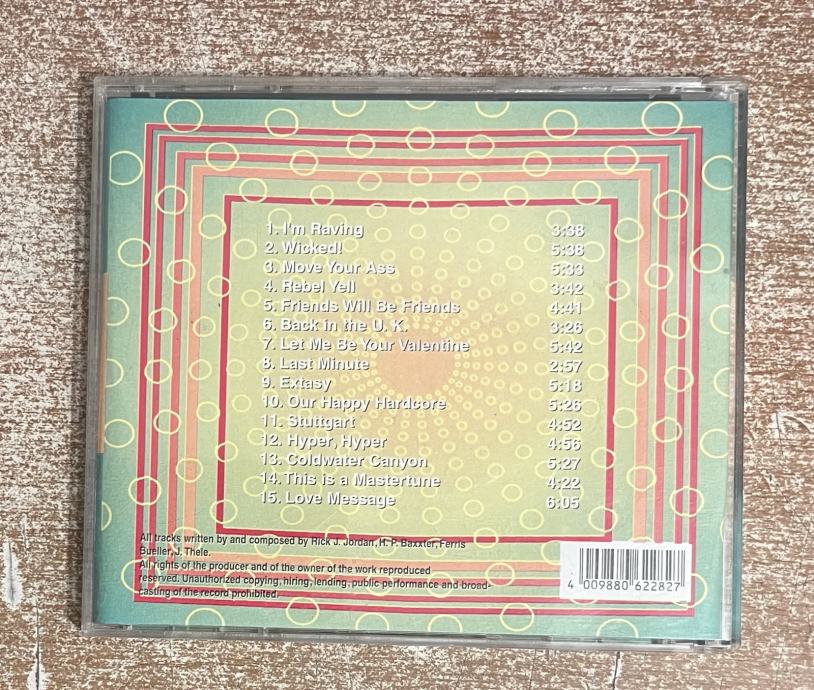 1. I'm Raving 3:38
2. Wicked! 5:38
3. Move Your Ass 5:33
4. Rebel Yell 3:42
5. Friends Will Be Friends 4:41
6. Back in the U. K. 3:26
7. Let Me Be Your Valentine 5:42
8. Last Minute 2:57
9. Extasy 5:18
10. Our Happy Hardcore 5:26
11. Stuttgart 4:52
12. Hyper, Hyper 4:56
13. Coldwater Canyon 5:27
14. This is a Mastertune 4:22
15. Love Message 6:05
All tracks written by and composed by Rick J. Jordan, H. P. Baxxter, Ferris
Bueller, J. Thele.
All rights of the producer and of the owner of the work reproduced
reserved. Unauthorized copying, hiring, lending, public performance and broad-
casting of the record prohibited.
4 009880 622827